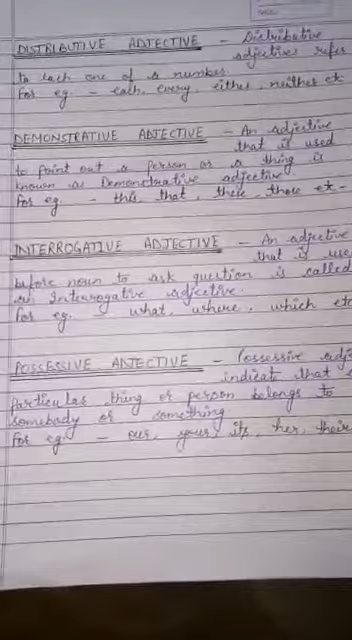 DISTRIBUTIVE ADJECTIVE - Distributive
adjectives refer
to each one of a number.
For eg. - each, every, either, neither etc
DEMONSTRATIVE ADJECTIVE - An adjective
that is used
to point out a person or a thing is
known as Demonstrative adjective.
For eg. - this, that, these, those etc-
INTERROGATIVE ADJECTIVE - An adjective
that is use
before noun to ask question is called
as Interrogative adjective.
For eg. - what, where, which etc
POSSESSIVE ADJECTIVE - Possessive adj
indicate that
particular thing or person belongs to
somebody or something
For eg. - our, your, its, her, their